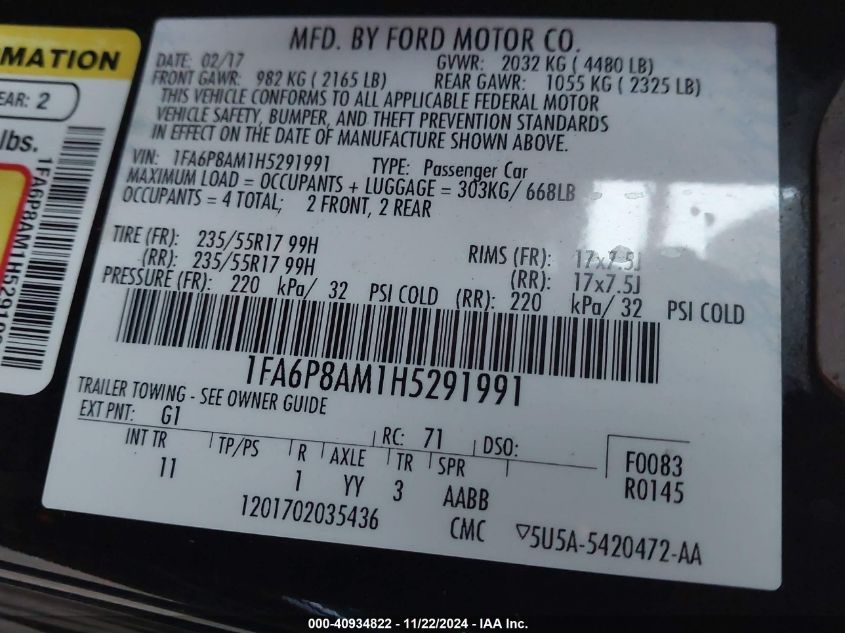 RMATION
EAR: 2
lbs.
1FA6P8AM1H5291991
MFD. BY FORD MOTOR CO.
DATE: 02/17 GVWR: 2032 KG ( 4480 LB)
FRONT GAWR: 982 KG ( 2165 LB) REAR GAWR: 1055 KG ( 2325 LB)
THIS VEHICLE CONFORMS TO ALL APPLICABLE FEDERAL MOTOR
VEHICLE SAFETY, BUMPER, AND THEFT PREVENTION STANDARDS
IN EFFECT ON THE DATE OF MANUFACTURE SHOWN ABOVE.
VIN: 1FA6P8AM1H5291991 TYPE: Passenger Car
MAXIMUM LOAD = OCCUPANTS + LUGGAGE = 303KG/ 668LB
OCCUPANTS = 4 TOTAL; 2 FRONT, 2 REAR
TIRE (FR): 235/55R17 99H RIMS (FR): 17x7.5J
(RR): 235/55R17 99H (RR): 17x7.5J
PRESSURE (FR): 220 kPa/ 32 PSI COLD (RR): 220 kPa/ 32 PSI COLD
1FA6P8AM1H5291991
TRAILER TOWING - SEE OWNER GUIDE
EXT PNT: G1 RC: 71 DSO:
INT TR TP/PS R AXLE TR SPR F0083
11 1 YY 3 AABB R0145
1201702035436 CMC ▽5U5A-5420472-AA
000-40934822 - 11/22/2024 - IAA Inc.